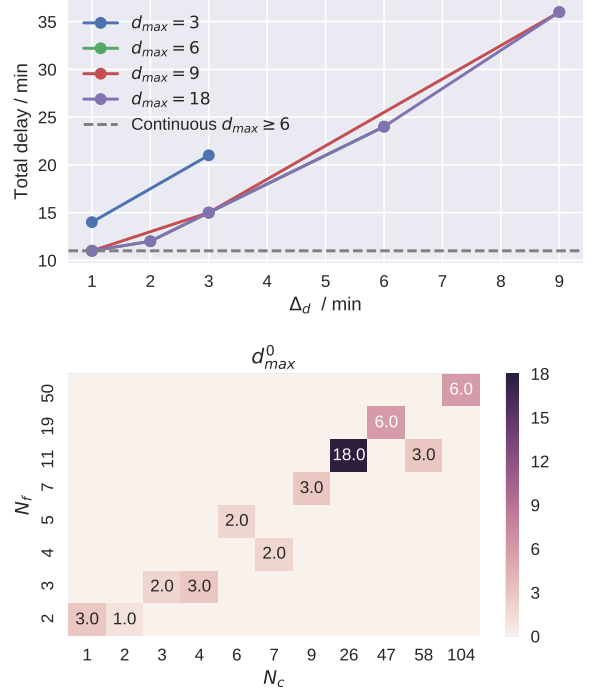 35
30
25
20
15
10
Total delay / min
d_max = 3
d_max = 6
d_max = 9
d_max = 18
Continuous d_max ≥ 6
1 2 3 4 5 6 7 8 9
Δ_d / min
d^0_max
50
19
11
7
5
4
3
2
N_f
6.0
6.0
18.0 3.0
3.0
2.0
2.0
2.0 3.0
3.0 1.0
1 2 3 4 6 7 9 26 47 58 104
N_c
18
15
12
9
6
3
0